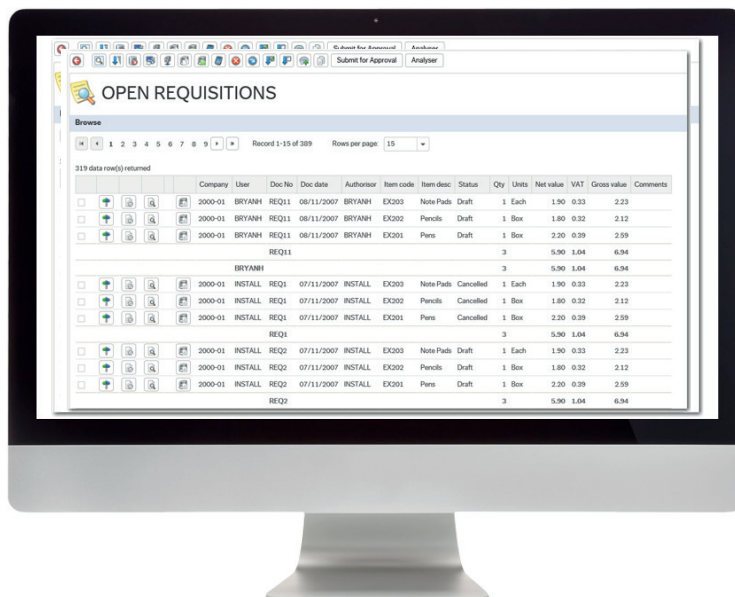 Submit for Approval Analyser
Submit for Approval Analyser
OPEN REQUISITIONS
Browse
1 2 3 4 5 6 7 8 9 Record 1-15 of 389 Rows per page: 15
319 data row(s) returned
Company User Doc No Doc date Authorisor Item code Item desc Status Qty Units Net value VAT Gross value Comments
2000-01 BRYANH REQ11 08/11/2007 BRYANH EX203 Note Pads Draft 1 Each 1.90 0.33 2.23
2000-01 BRYANH REQ11 08/11/2007 BRYANH EX202 Pencils Draft 1 Box 1.80 0.32 2.12
2000-01 BRYANH REQ11 08/11/2007 BRYANH EX201 Pens Draft 1 Box 2.20 0.39 2.59
REQ11 3 5.90 1.04 6.94
BRYANH 3 5.90 1.04 6.94
2000-01 INSTALL REQ1 07/11/2007 INSTALL EX203 Note Pads Cancelled 1 Each 1.90 0.33 2.23
2000-01 INSTALL REQ1 07/11/2007 INSTALL EX202 Pencils Cancelled 1 Box 1.80 0.32 2.12
2000-01 INSTALL REQ1 07/11/2007 INSTALL EX201 Pens Cancelled 1 Box 2.20 0.39 2.59
REQ1 3 5.90 1.04 6.94
2000-01 INSTALL REQ2 07/11/2007 INSTALL EX203 Note Pads Draft 1 Each 1.90 0.33 2.23
2000-01 INSTALL REQ2 07/11/2007 INSTALL EX202 Pencils Draft 1 Box 1.80 0.32 2.12
2000-01 INSTALL REQ2 07/11/2007 INSTALL EX201 Pens Draft 1 Box 2.20 0.39 2.59
REQ2 3 5.90 1.04 6.94